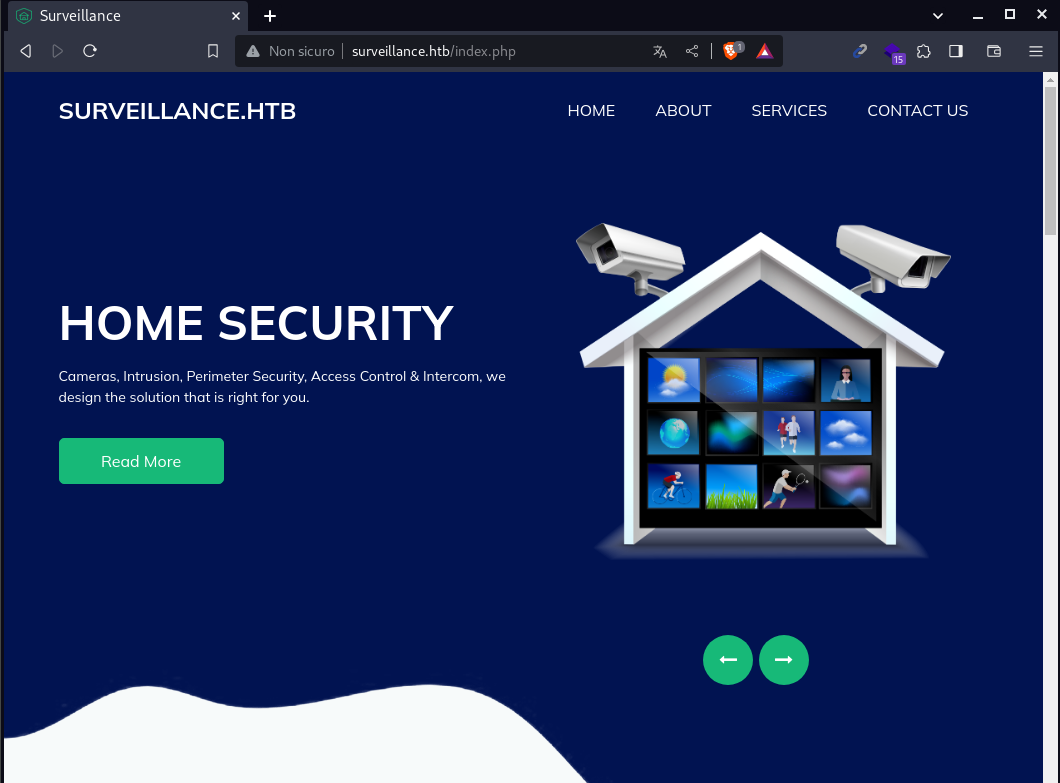 Surveillance
Non sicuro
surveillance.htb/index.php
1
15
SURVEILLANCE.HTB
HOME
ABOUT
SERVICES
CONTACT US
HOME SECURITY
Cameras, Intrusion, Perimeter Security, Access Control & Intercom, we
design the solution that is right for you.
Read More